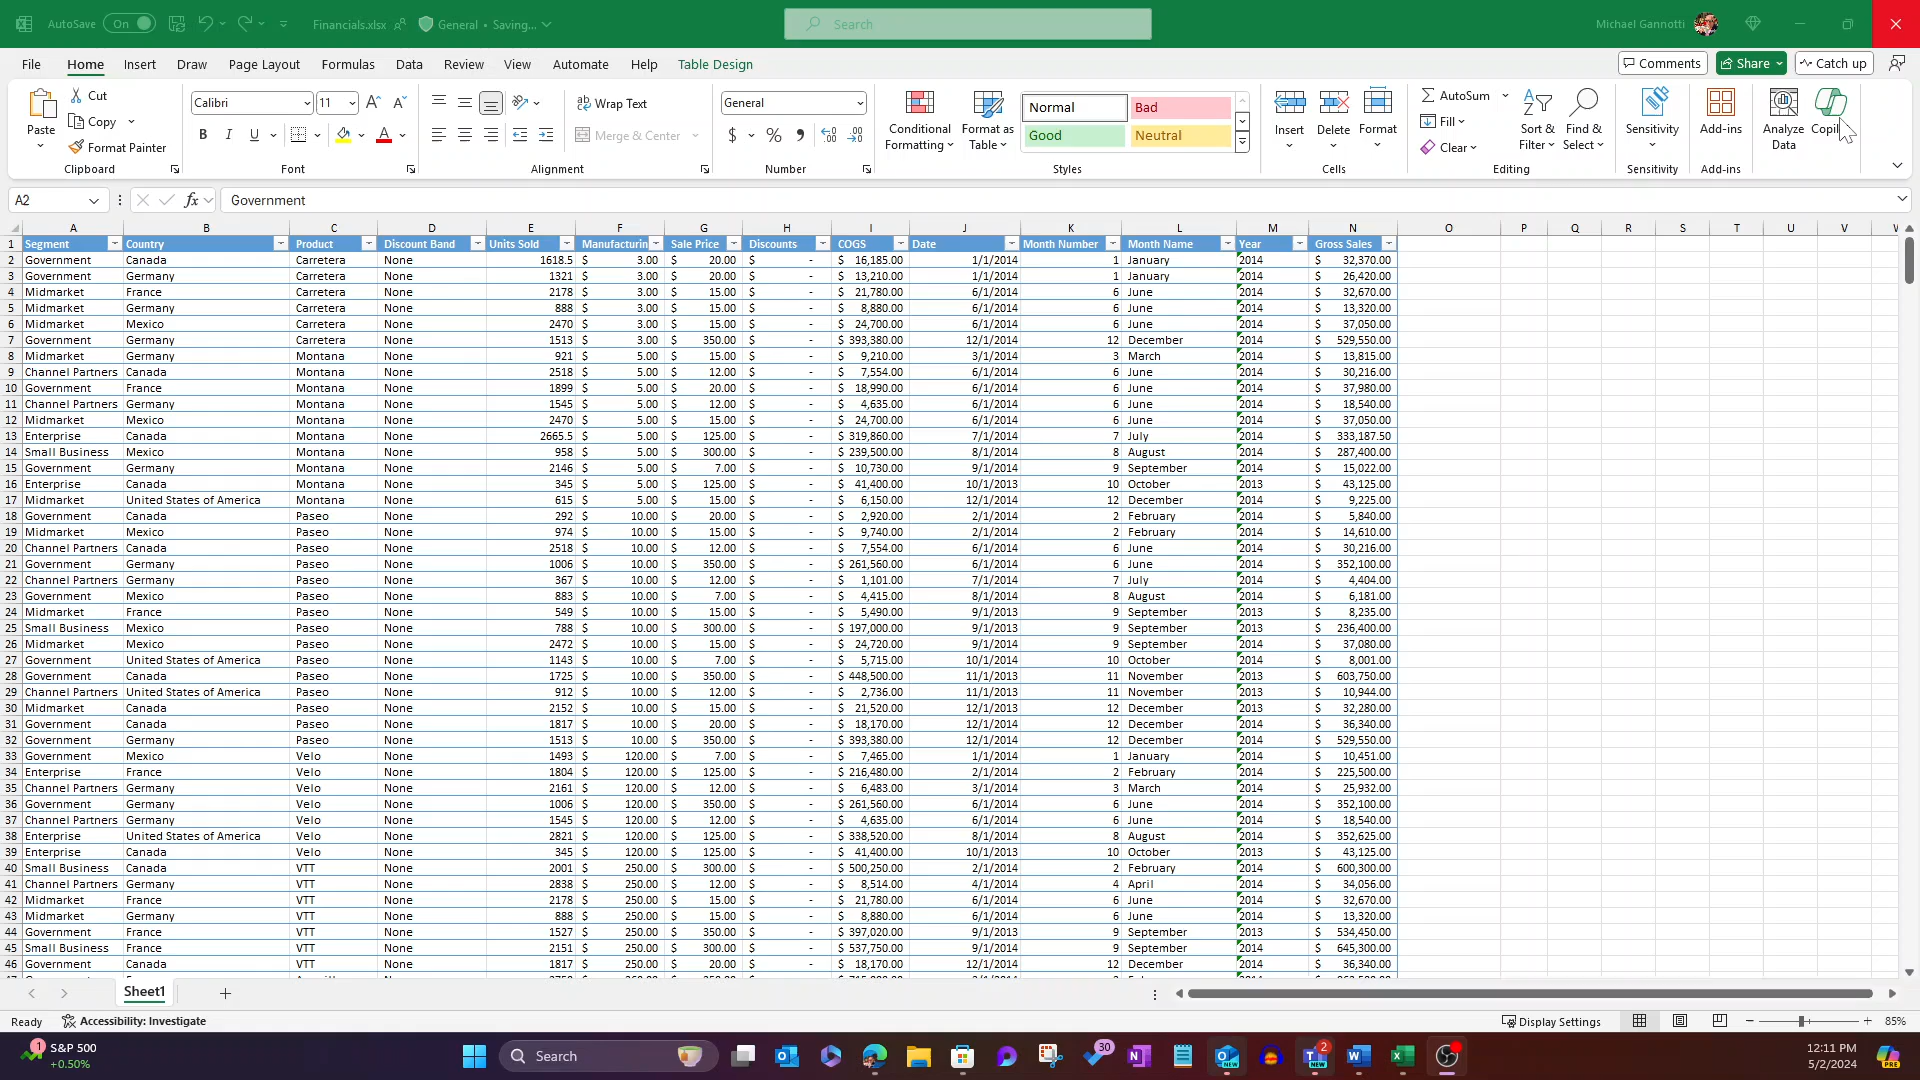 AutoSave On Financials.xlsx General • Saving... Search Michael Gannotti
File Home Insert Draw Page Layout Formulas Data Review View Automate Help Table Design Comments Share Catch up
Cut
Copy
Format Painter
Paste
Clipboard
Calibri 11
B I U
Font
Wrap Text
Merge & Center
Alignment
General
$ % ,
Number
Conditional Formatting
Format as Table
Normal Bad
Good Neutral
Styles
Insert Delete Format
Cells
AutoSum
Fill
Clear
Sort & Filter
Find & Select
Editing
Sensitivity
Sensitivity
Add-ins
Add-ins
Analyze Data
A2 fx Government
A B C D E F G H I J K L M N O P Q R S T U V
1 Segment Country Product Discount Band Units Sold Manufacturin Sale Price Discounts COGS Date Month Number Month Name Year Gross Sales
2 Government Canada Carretera None 1618.5 $ 3.00 $ 20.00 $ - $ 16,185.00 1/1/2014 1 January 2014 $ 32,370.00
3 Government Germany Carretera None 1321 $ 3.00 $ 20.00 $ - $ 13,210.00 1/1/2014 1 January 2014 $ 26,420.00
4 Midmarket France Carretera None 2178 $ 3.00 $ 15.00 $ - $ 21,780.00 6/1/2014 6 June 2014 $ 32,670.00
5 Midmarket Germany Carretera None 888 $ 3.00 $ 15.00 $ - $ 8,880.00 6/1/2014 6 June 2014 $ 13,320.00
6 Midmarket Mexico Carretera None 2470 $ 3.00 $ 15.00 $ - $ 24,700.00 6/1/2014 6 June 2014 $ 37,050.00
7 Government Germany Carretera None 1513 $ 3.00 $ 350.00 $ - $ 393,380.00 12/1/2014 12 December 2014 $ 529,550.00
8 Midmarket Germany Montana None 921 $ 5.00 $ 15.00 $ - $ 9,210.00 3/1/2014 3 March 2014 $ 13,815.00
9 Channel Partners Canada Montana None 2518 $ 5.00 $ 12.00 $ - $ 7,554.00 6/1/2014 6 June 2014 $ 30,216.00
10 Government France Montana None 1899 $ 5.00 $ 20.00 $ - $ 18,990.00 6/1/2014 6 June 2014 $ 37,980.00
11 Channel Partners Germany Montana None 1545 $ 5.00 $ 12.00 $ - $ 4,635.00 6/1/2014 6 June 2014 $ 18,540.00
12 Midmarket Mexico Montana None 2470 $ 5.00 $ 15.00 $ - $ 24,700.00 6/1/2014 6 June 2014 $ 37,050.00
13 Enterprise Canada Montana None 2665.5 $ 5.00 $ 125.00 $ - $ 319,860.00 7/1/2014 7 July 2014 $ 333,187.50
14 Small Business Mexico Montana None 958 $ 5.00 $ 300.00 $ - $ 239,500.00 8/1/2014 8 August 2014 $ 287,400.00
15 Government Germany Montana None 2146 $ 5.00 $ 7.00 $ - $ 10,730.00 9/1/2014 9 September 2014 $ 15,022.00
16 Enterprise Canada Montana None 345 $ 5.00 $ 125.00 $ - $ 41,400.00 10/1/2013 10 October 2013 $ 43,125.00
17 Midmarket United States of America Montana None 615 $ 5.00 $ 15.00 $ - $ 6,150.00 12/1/2014 12 December 2014 $ 9,225.00
18 Government Canada Paseo None 292 $ 10.00 $ 20.00 $ - $ 2,920.00 2/1/2014 2 February 2014 $ 5,840.00
19 Midmarket Mexico Paseo None 974 $ 10.00 $ 15.00 $ - $ 9,740.00 2/1/2014 2 February 2014 $ 14,610.00
20 Channel Partners Canada Paseo None 2518 $ 10.00 $ 12.00 $ - $ 7,554.00 6/1/2014 6 June 2014 $ 30,216.00
21 Government Germany Paseo None 1006 $ 10.00 $ 350.00 $ - $ 261,560.00 6/1/2014 6 June 2014 $ 352,100.00
22 Channel Partners Germany Paseo None 367 $ 10.00 $ 12.00 $ - $ 1,101.00 7/1/2014 7 July 2014 $ 4,404.00
23 Government Mexico Paseo None 883 $ 10.00 $ 7.00 $ - $ 4,415.00 8/1/2014 8 August 2014 $ 6,181.00
24 Midmarket France Paseo None 549 $ 10.00 $ 15.00 $ - $ 5,490.00 9/1/2013 9 September 2013 $ 8,235.00
25 Small Business Mexico Paseo None 788 $ 10.00 $ 300.00 $ - $ 197,000.00 9/1/2013 9 September 2013 $ 236,400.00
26 Midmarket Mexico Paseo None 2472 $ 10.00 $ 15.00 $ - $ 24,720.00 9/1/2014 9 September 2014 $ 37,080.00
27 Government United States of America Paseo None 1143 $ 10.00 $ 7.00 $ - $ 5,715.00 10/1/2014 10 October 2014 $ 8,001.00
28 Government Canada Paseo None 1725 $ 10.00 $ 350.00 $ - $ 448,500.00 11/1/2013 11 November 2013 $ 603,750.00
29 Channel Partners United States of America Paseo None 912 $ 10.00 $ 12.00 $ - $ 2,736.00 11/1/2013 11 November 2013 $ 10,944.00
30 Midmarket Canada Paseo None 2152 $ 10.00 $ 15.00 $ - $ 21,520.00 12/1/2013 12 December 2013 $ 32,280.00
31 Government Canada Paseo None 1817 $ 10.00 $ 20.00 $ - $ 18,170.00 12/1/2014 12 December 2014 $ 36,340.00
32 Government Germany Paseo None 1513 $ 10.00 $ 350.00 $ - $ 393,380.00 12/1/2014 12 December 2014 $ 529,550.00
33 Government Mexico Velo None 1493 $ 120.00 $ 7.00 $ - $ 7,465.00 1/1/2014 1 January 2014 $ 10,451.00
34 Enterprise France Velo None 1804 $ 120.00 $ 125.00 $ - $ 216,480.00 2/1/2014 2 February 2014 $ 225,500.00
35 Channel Partners Germany Velo None 2161 $ 120.00 $ 12.00 $ - $ 6,483.00 3/1/2014 3 March 2014 $ 25,932.00
36 Government Germany Velo None 1006 $ 120.00 $ 350.00 $ - $ 261,560.00 6/1/2014 6 June 2014 $ 352,100.00
37 Channel Partners Germany Velo None 1545 $ 120.00 $ 12.00 $ - $ 4,635.00 6/1/2014 6 June 2014 $ 18,540.00
38 Enterprise United States of America Velo None 2821 $ 120.00 $ 125.00 $ - $ 338,520.00 8/1/2014 8 August 2014 $ 352,625.00
39 Enterprise Canada Velo None 345 $ 120.00 $ 125.00 $ - $ 41,400.00 10/1/2013 10 October 2013 $ 43,125.00
40 Small Business Canada VTT None 2001 $ 250.00 $ 300.00 $ - $ 500,250.00 2/1/2014 2 February 2014 $ 600,300.00
41 Channel Partners Germany VTT None 2838 $ 250.00 $ 12.00 $ - $ 8,514.00 4/1/2014 4 April 2014 $ 34,056.00
42 Midmarket France VTT None 2178 $ 250.00 $ 15.00 $ - $ 21,780.00 6/1/2014 6 June 2014 $ 32,670.00
43 Midmarket Germany VTT None 888 $ 250.00 $ 15.00 $ - $ 8,880.00 6/1/2014 6 June 2014 $ 13,320.00
44 Government France VTT None 1527 $ 250.00 $ 350.00 $ - $ 397,020.00 9/1/2013 9 September 2013 $ 534,450.00
45 Small Business France VTT None 2151 $ 250.00 $ 300.00 $ - $ 537,750.00 9/1/2014 9 September 2014 $ 645,300.00
46 Government Canada VTT None 1817 $ 250.00 $ 20.00 $ - $ 18,170.00 12/1/2014 12 December 2014 $ 36,340.00
Sheet1
Ready Accessibility: Investigate Display Settings 85%
S&P 500
+0.50%
Search
30
2
12:11 PM
5/2/2024